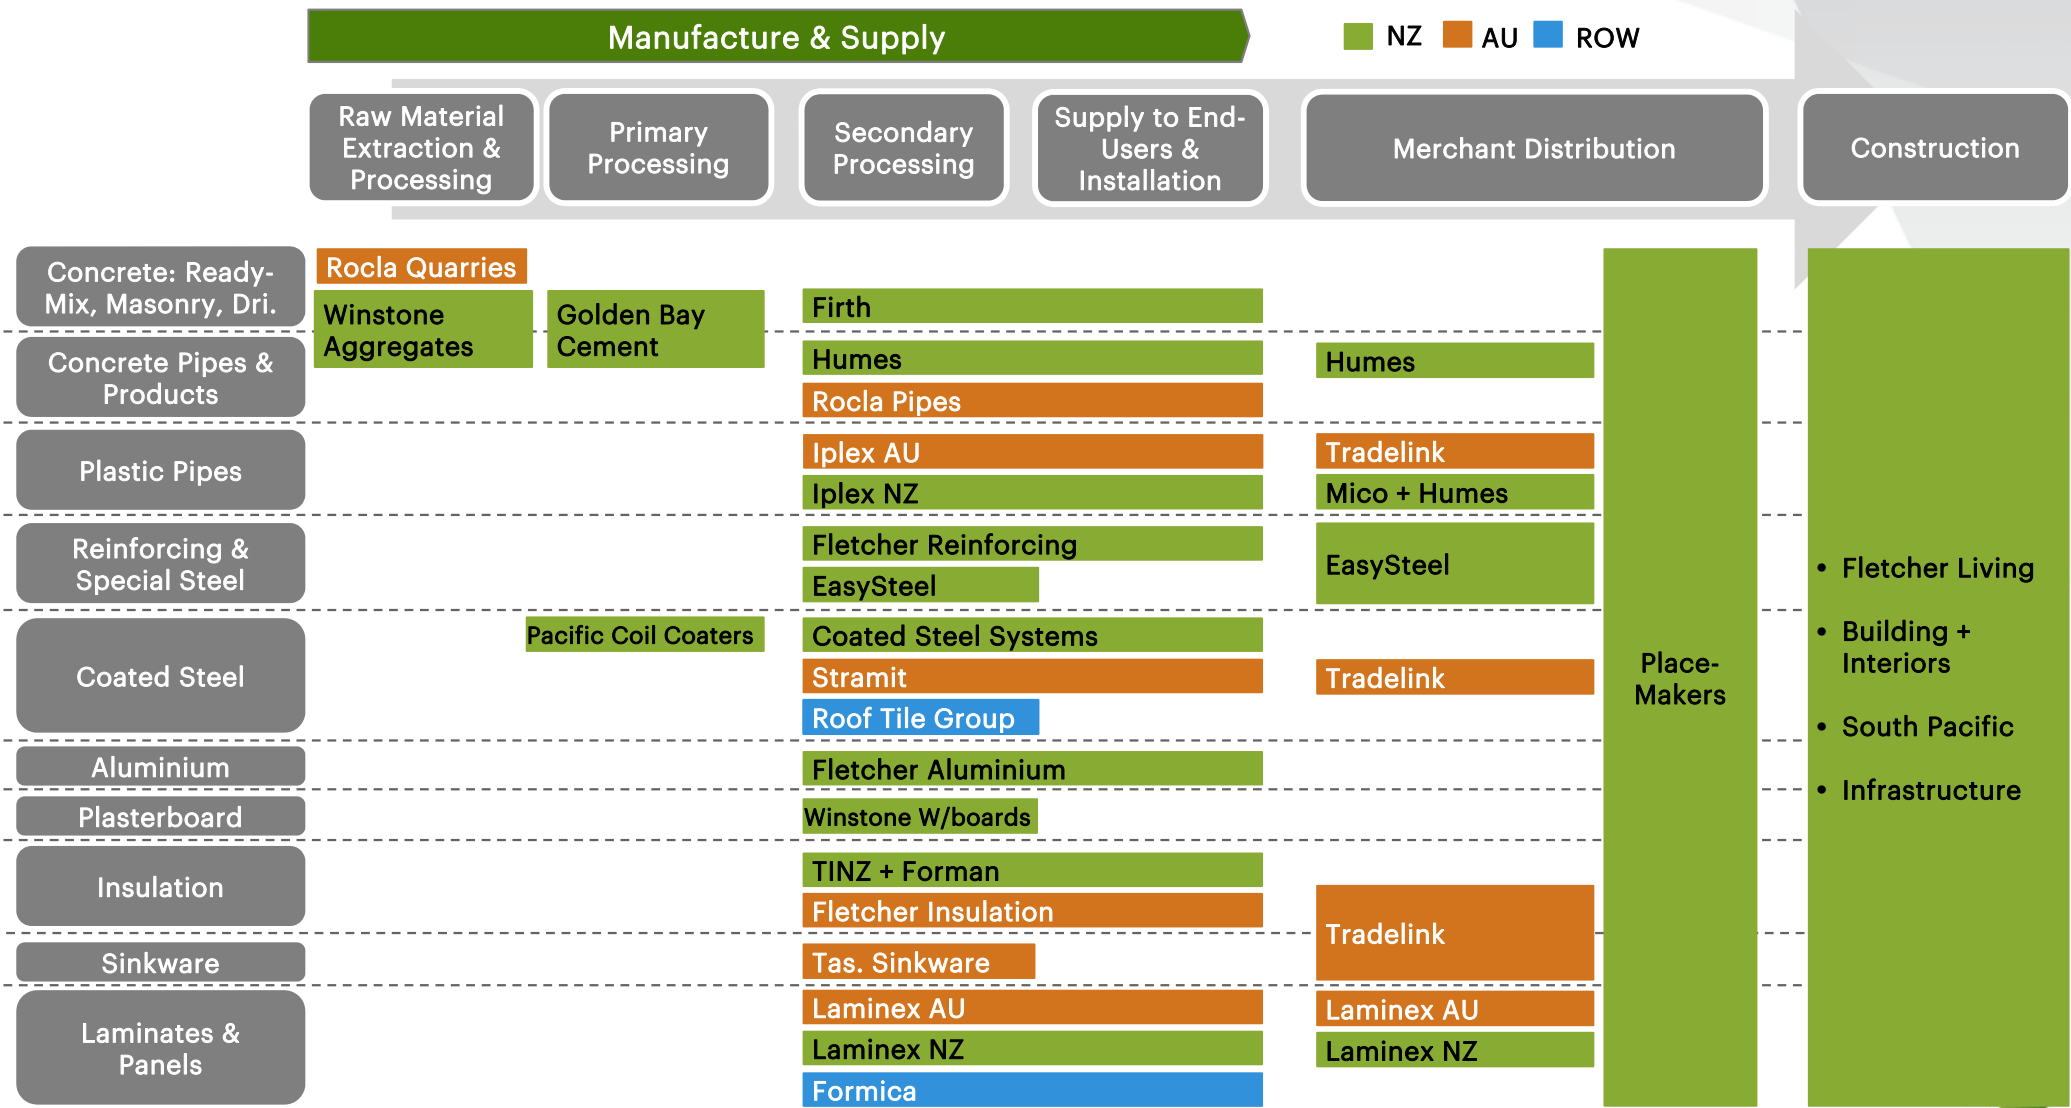 Manufacture & Supply
NZ
AU
ROW
Raw Material
Extraction &
Processing
Primary
Processing
Secondary
Processing
Supply to End-
Users &
Installation
Merchant Distribution
Construction
Concrete: Ready-
Mix, Masonry, Dri.
Rocla Quarries
Winstone
Aggregates
Golden Bay
Cement
Firth
Concrete Pipes &
Products
Humes
Humes
Rocla Pipes
Plastic Pipes
Iplex AU
Tradelink
Iplex NZ
Mico + Humes
Reinforcing &
Special Steel
Fletcher Reinforcing
EasySteel
EasySteel
Coated Steel
Pacific Coil Coaters
Coated Steel Systems
Stramit
Tradelink
Roof Tile Group
Aluminium
Fletcher Aluminium
Plasterboard
Winstone W/boards
Insulation
TINZ + Forman
Fletcher Insulation
Tradelink
Sinkware
Tas. Sinkware
Laminates &
Panels
Laminex AU
Laminex AU
Laminex NZ
Laminex NZ
Formica
Place-
Makers
• Fletcher Living
• Building +
Interiors
• South Pacific
• Infrastructure